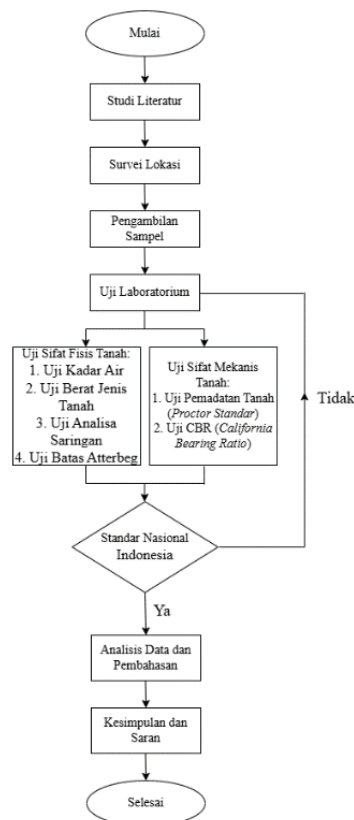 Mulai
Studi Literatur
Survei Lokasi
Pengambilan
Sampel
Uji Laboratorium
Uji Sifat Fisis Tanah:
1. Uji Kadar Air
2. Uji Berat Jenis
Tanah
3. Uji Analisa
Saringan
4. Uji Batas Atterbeg
Uji Sifat Mekanis
Tanah:
1. Uji Pemadatan Tanah
(Proctor Standar)
2. Uji CBR (California
Bearing Ratio)
Tidak
Standar Nasional
Indonesia
Ya
Analisis Data dan
Pembahasan
Kesimpulan dan
Saran
Selesai